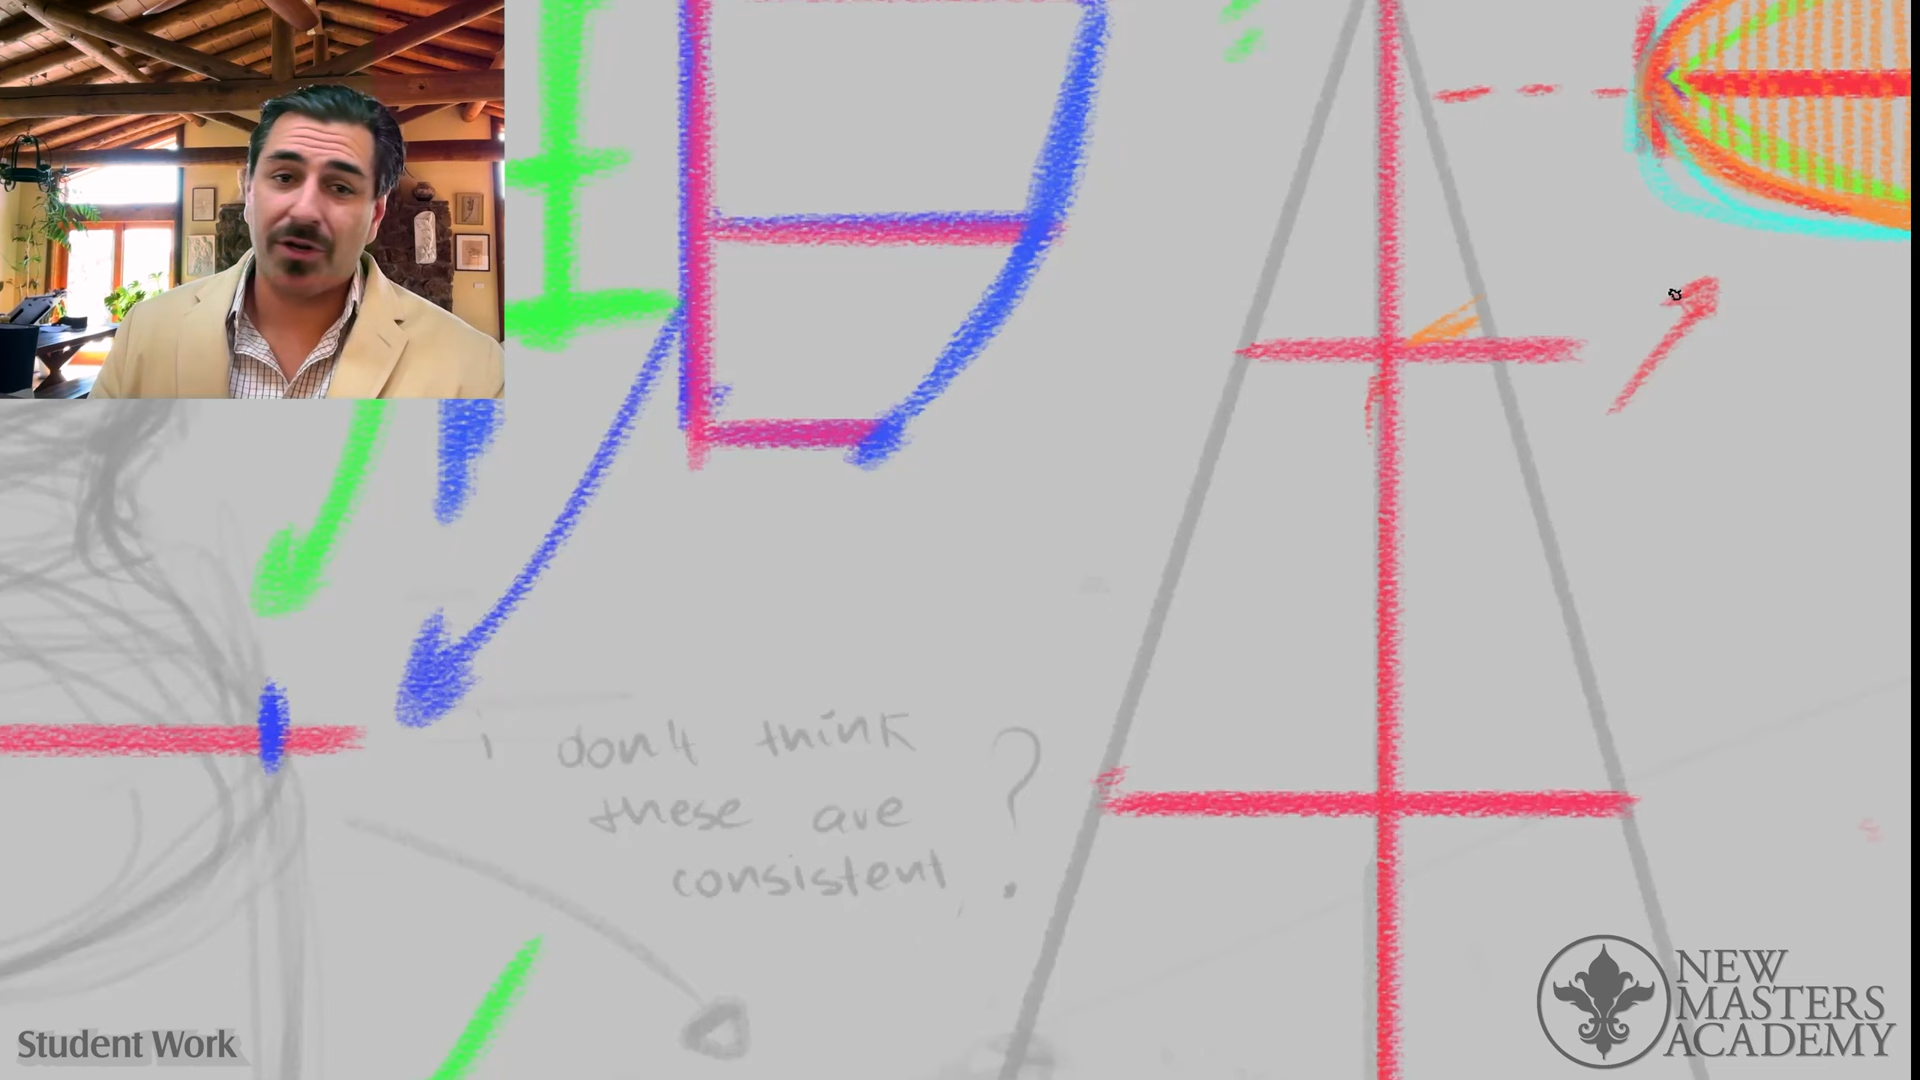 i don't think
these are
consistent ?
Student Work
NEW
MASTERS
ACADEMY